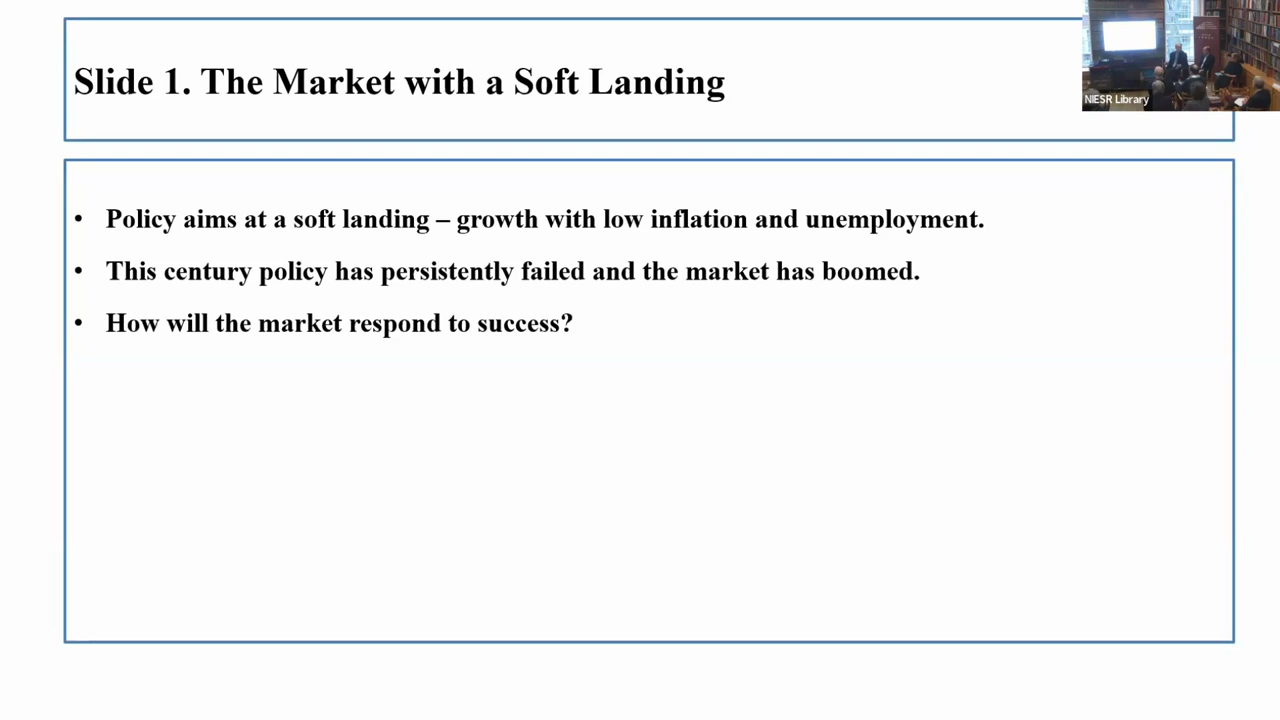 Slide 1. The Market with a Soft Landing
NIESR Library
• Policy aims at a soft landing – growth with low inflation and unemployment.
• This century policy has persistently failed and the market has boomed.
• How will the market respond to success?